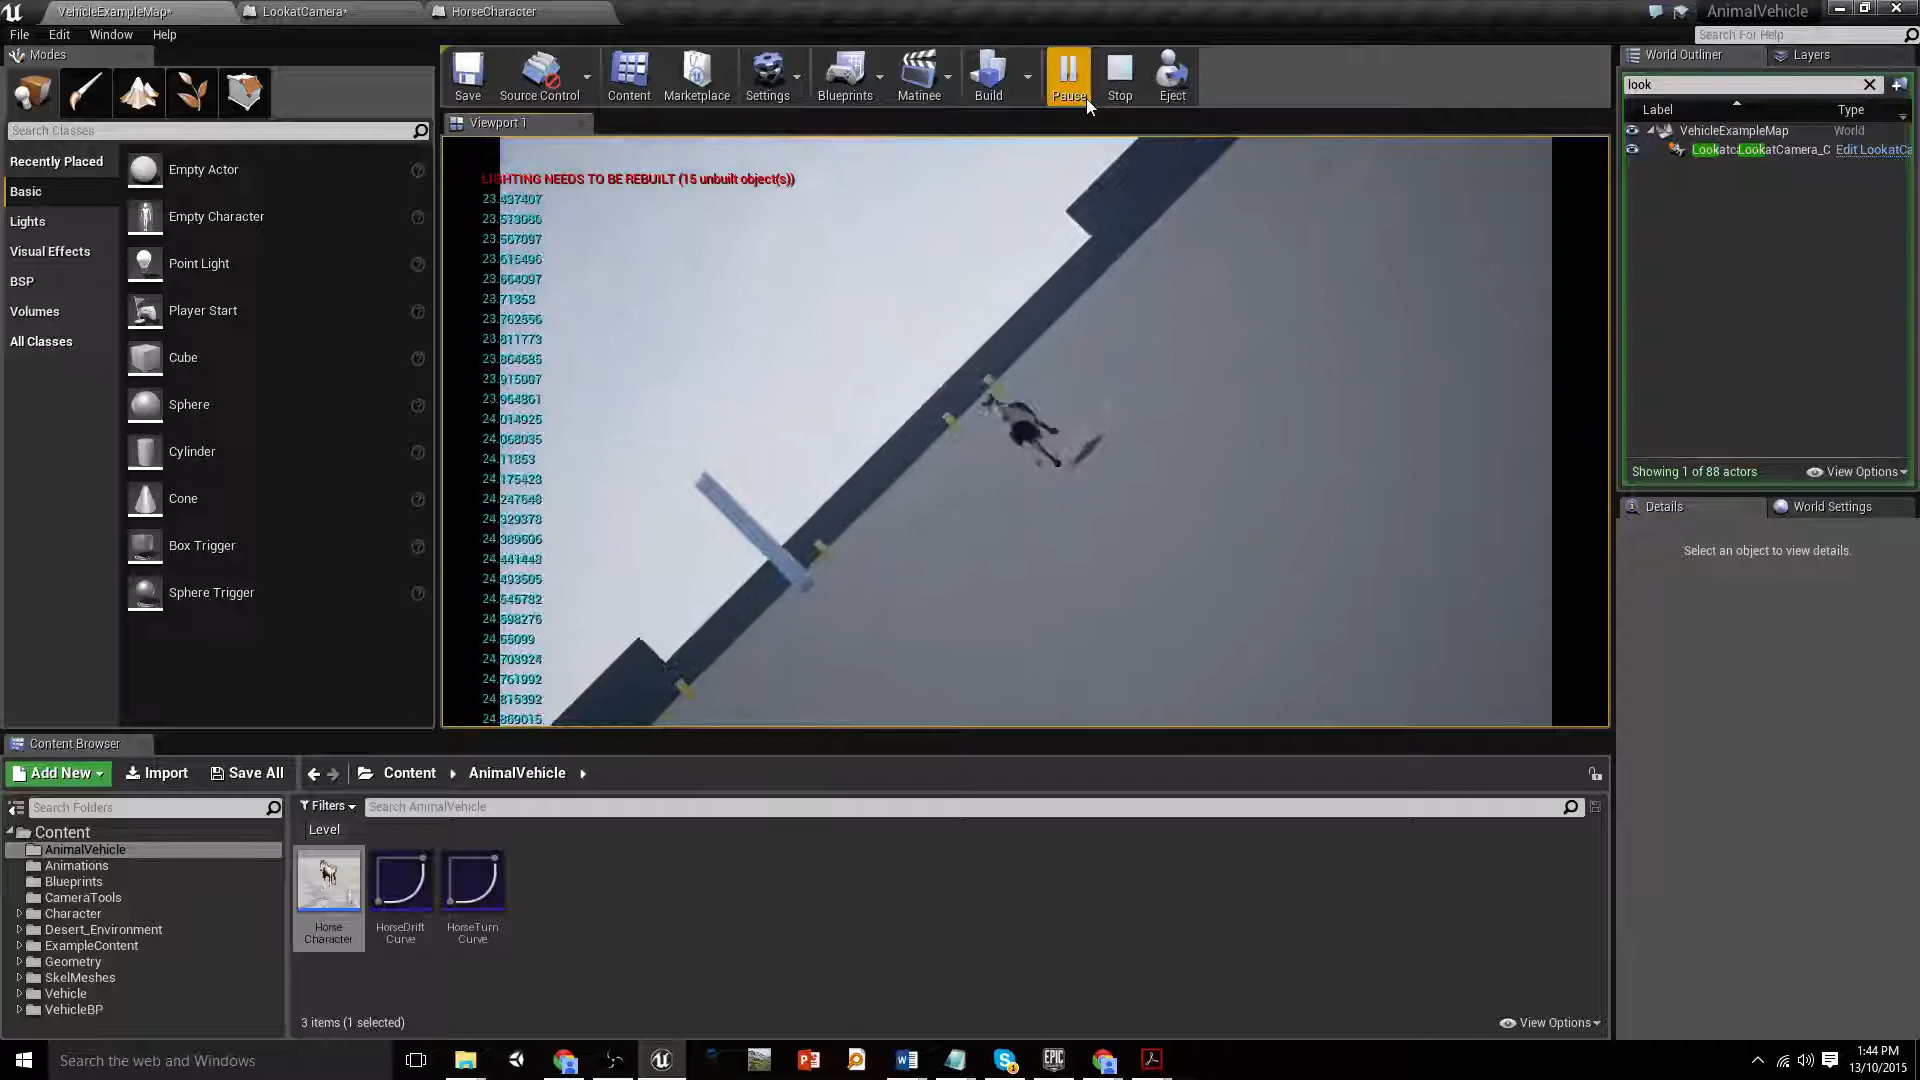 VehicleExampleMap*
LookatCamera*
HorseCharacter
AnimalVehicle
File Edit Window Help
Search For Help
Modes
World Outliner
Layers
Save
Source Control
Content
Marketplace
Settings
Blueprints
Matinee
Build
Pause
Stop
Eject
look
Label
Type
VehicleExampleMap
World
LookatCamera_C
Edit LookatCa
Search Classes
Viewport 1
Recently Placed
Basic
Lights
Visual Effects
BSP
Volumes
All Classes
Empty Actor
Empty Character
Point Light
Player Start
Cube
Sphere
Cylinder
Cone
Box Trigger
Sphere Trigger
LIGHTING NEEDS TO BE REBUILT (15 unbuilt object(s))
23.437407
23.513080
23.567097
23.615496
23.664097
23.71358
23.762556
23.811773
23.864685
23.915007
23.964861
24.014925
24.068035
24.11853
24.175423
24.247648
24.329378
24.389606
24.441448
24.493505
24.545782
24.598276
24.65099
24.703924
24.761992
24.815392
24.869015
Showing 1 of 88 actors
View Options
Details
World Settings
Select an object to view details.
Content Browser
Add New
Import
Save All
Content
AnimalVehicle
Search Folders
Filters
Search AnimalVehicle
Level
Content
AnimalVehicle
Animations
Blueprints
CameraTools
Character
Desert_Environment
ExampleContent
Geometry
SkelMeshes
Vehicle
VehicleBP
Horse
Character
HorseDrift
Curve
HorseTurn
Curve
3 items (1 selected)
View Options
Search the web and Windows
1:44 PM
13/10/2015